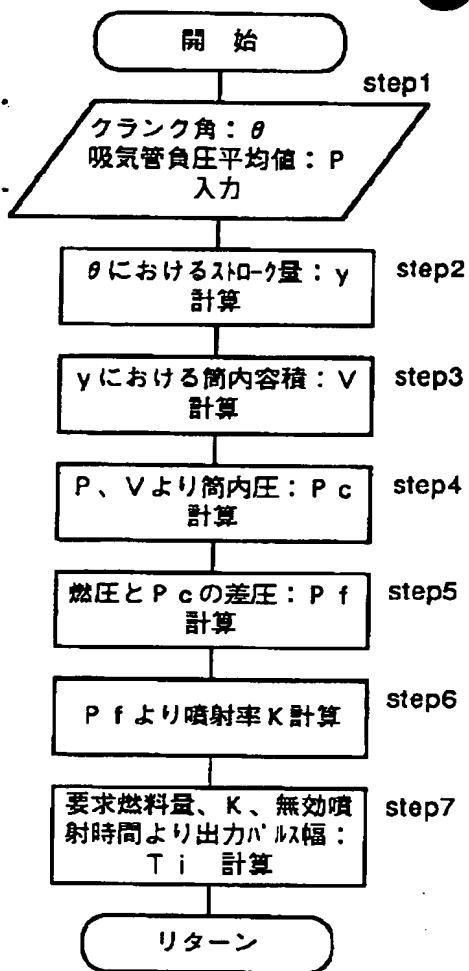 開 始
step1
クランク角：θ
吸気管負圧平均値：P
入力
θにおけるｽﾄﾛｰｸ量：y
計算
step2
yにおける筒内容積：V
計算
step3
P、Vより筒内圧：Pc
計算
step4
燃圧とPcの差圧：Pf
計算
step5
Pfより噴射率K計算
step6
要求燃料量、K、無効噴
射時間より出力ﾊﾟﾙｽ幅：
Ti 計算
step7
リターン